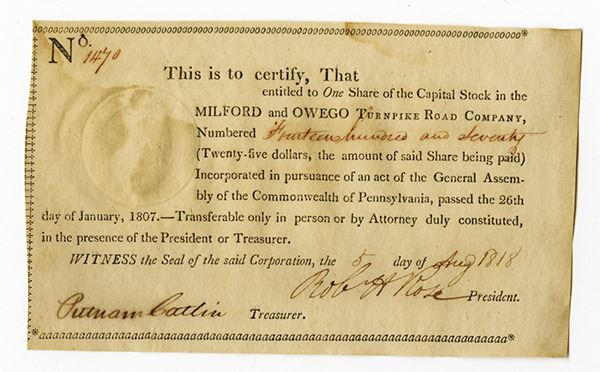 No. 1470
This is to certify, That
entitled to One Share of the Capital Stock in the
MILFORD and OWEGO TURNPIKE ROAD COMPANY,
Numbered Fourteen hundred and seventy
(Twenty-five dollars, the amount of said Share being paid)
Incorporated in pursuance of an act of the General Assem-
bly of the Commonwealth of Pennsylvania, passed the 26th
day of January, 1807.—Transferable only in person or by Attorney duly constituted,
in the presence of the President or Treasurer.
WITNESS the Seal of the said Corporation, the 5 day of Aug 1818
Rob H Rose President.
Putnam Catlin Treasurer.